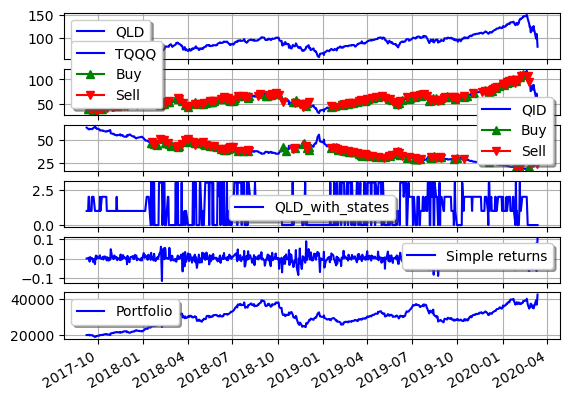 150
100
QLD
TQQQ
Buy
Sell
100
50
QID
Buy
Sell
50
25
2.5
0.0
QLD_with_states
0.1
0.0
-0.1
Simple returns
40000
20000
Portfolio
2017-10
2018-01
2018-04
2018-07
2018-10
2019-01
2019-04
2019-07
2019-10
2020-01
2020-04